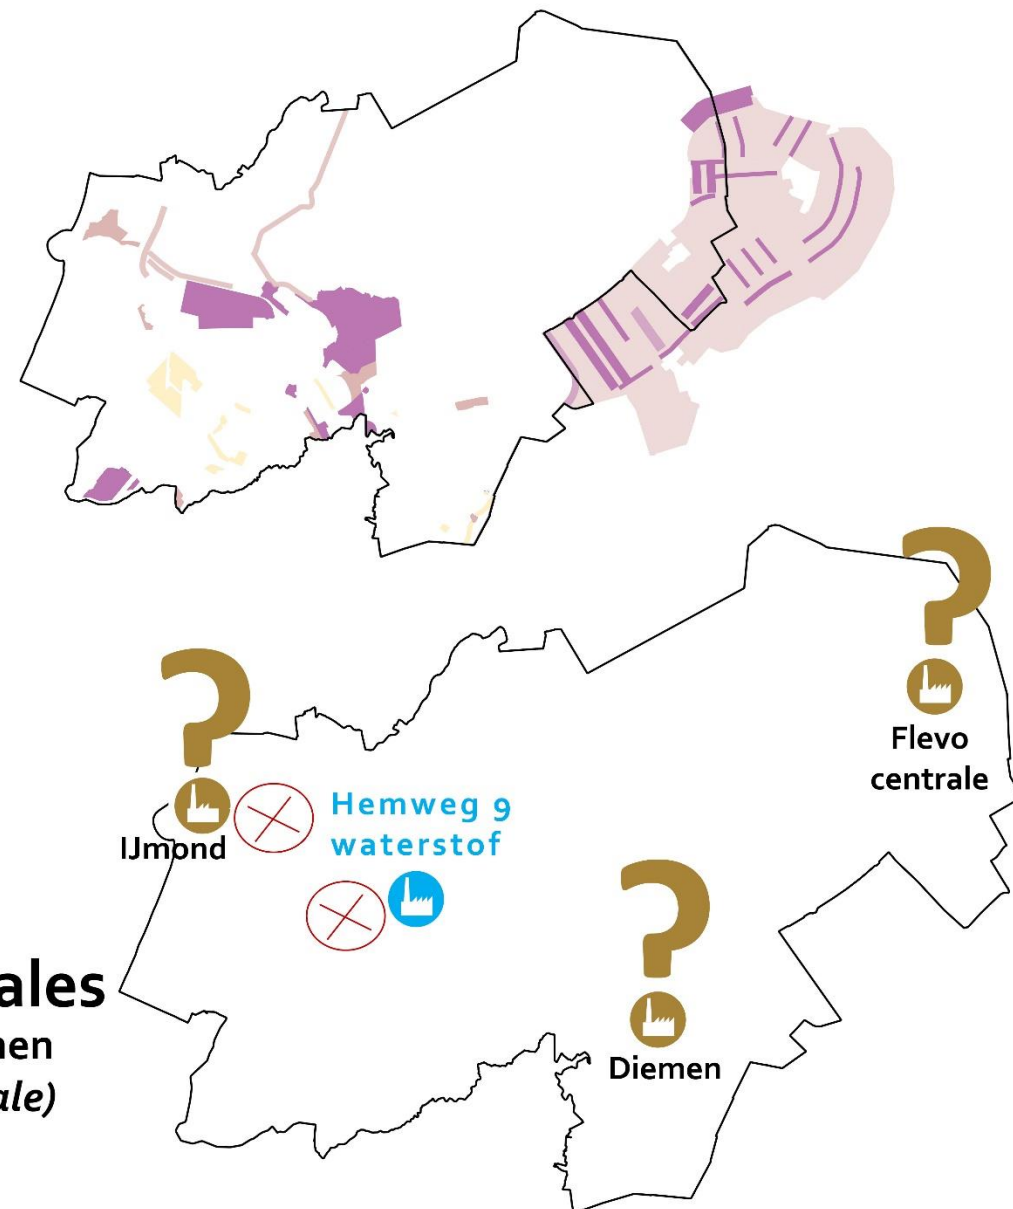 ?
Flevo
centrale
?
IJmond
Hemweg 9
waterstof
?
Diemen
ales
nen
ale)